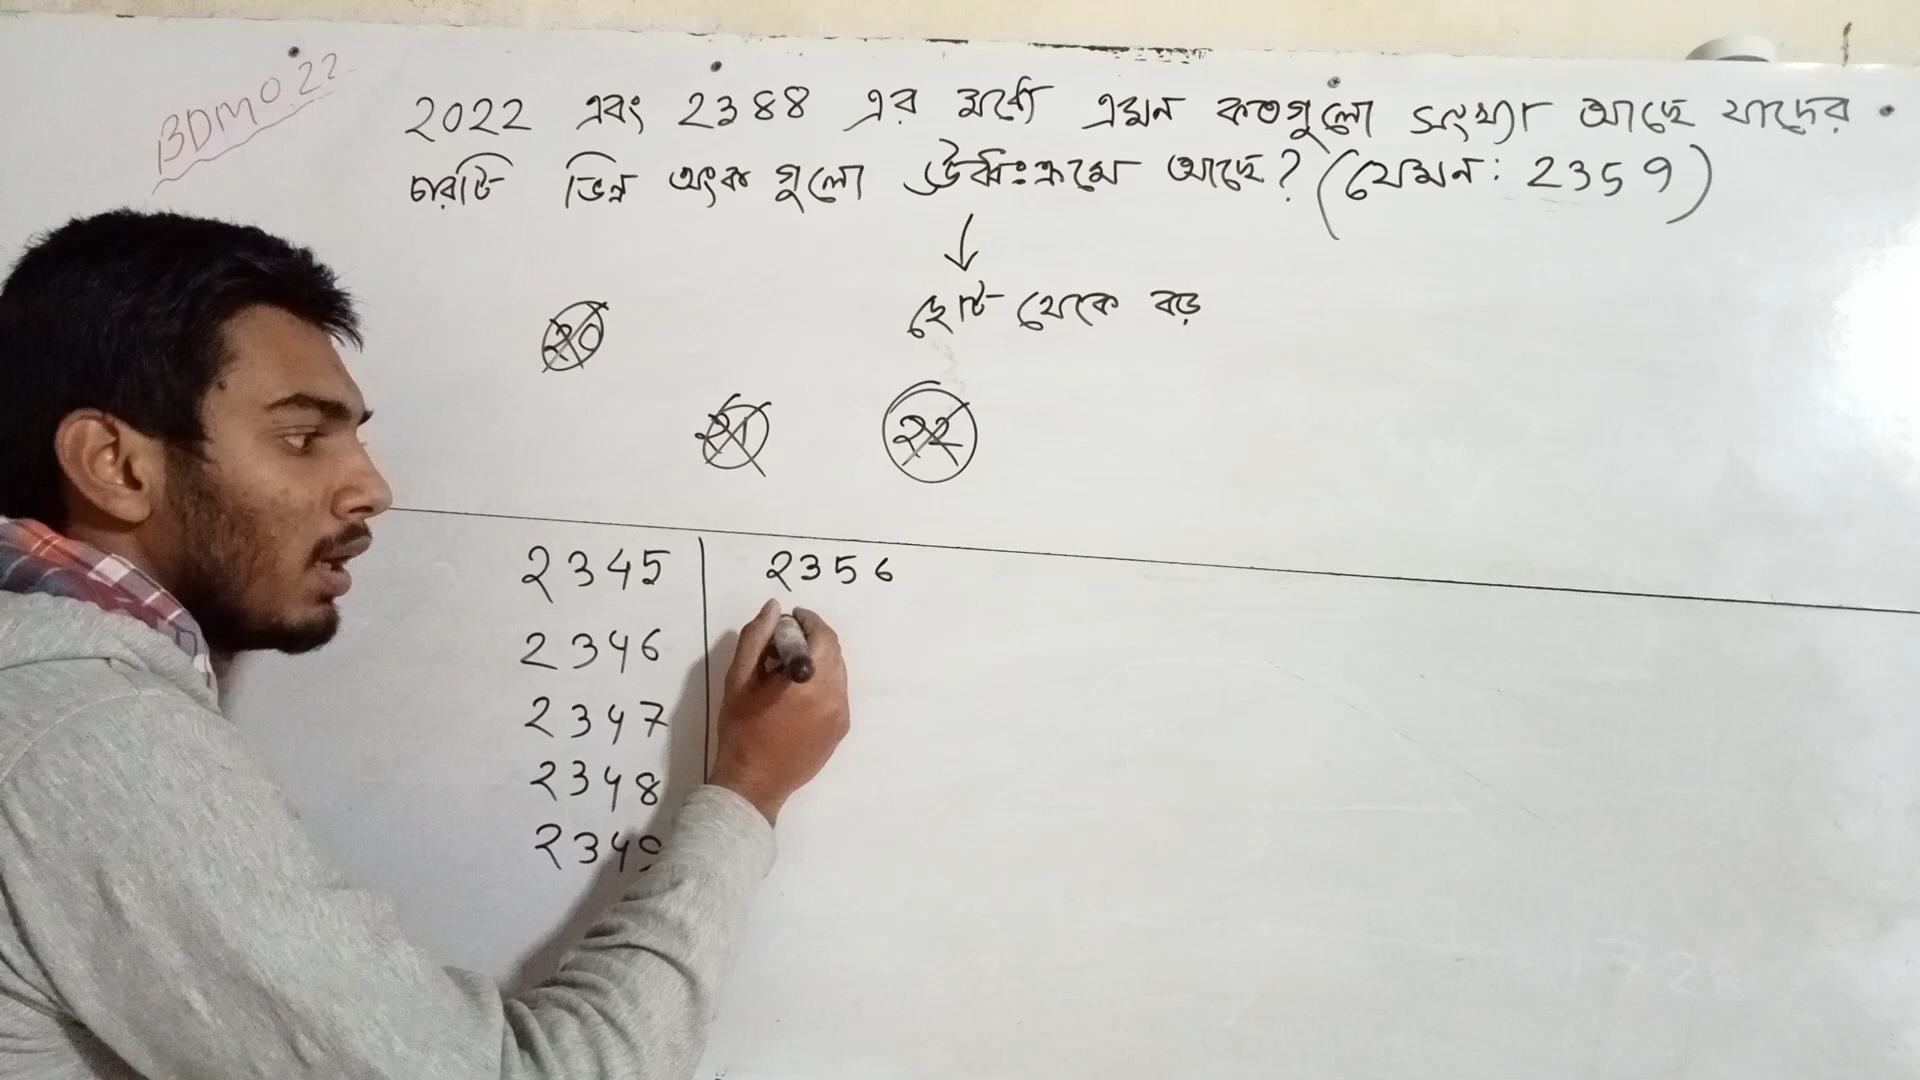 BDMO 22
2022 এবং 2388 এর মধ্যে এমন কতগুলো সংখ্যা আছে যাদের
চারটি ভিন্ন অংক গুলো ঊর্ধ্বঃক্রমে আছে? (যেমন: 2359)
↓
ছোট থেকে বড়
20
21 22
2345 2356
2346
2347
2348
2349
1728